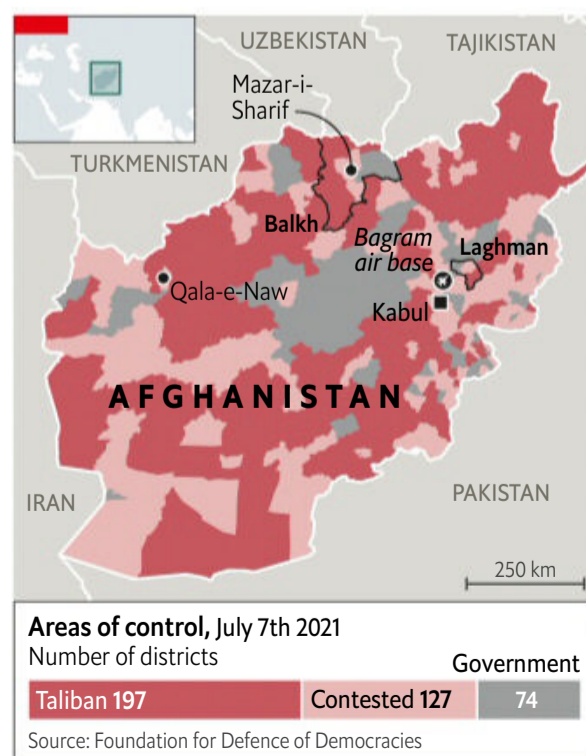 UZBEKISTAN
TAJIKISTAN
Mazar-i-
Sharif
TURKMENISTAN
Balkh
Bagram
air base
Laghman
Qala-e-Naw
Kabul
AFGHANISTAN
IRAN
PAKISTAN
250 km
Areas of control, July 7th 2021
Number of districts
Government
Taliban 197
Contested 127
74
Source: Foundation for Defence of Democracies